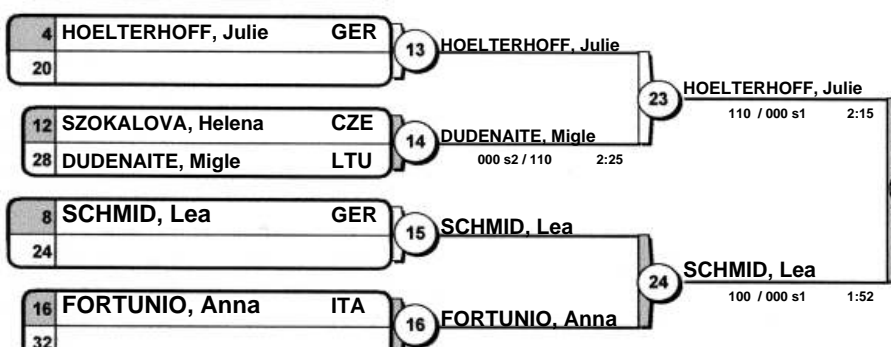 4 HOELTERHOFF, Julie GER
20
13 HOELTERHOFF, Julie
12 SZOKALOVA, Helena CZE
28 DUDENAITE, Migle LTU
14 DUDENAITE, Migle
000 s2 / 110 2:25
23 HOELTERHOFF, Julie
110 / 000 s1 2:15
8 SCHMID, Lea GER
24
15 SCHMID, Lea
16 FORTUNIO, Anna ITA
32
16 FORTUNIO, Anna
24 SCHMID, Lea
100 / 000 s1 1:52